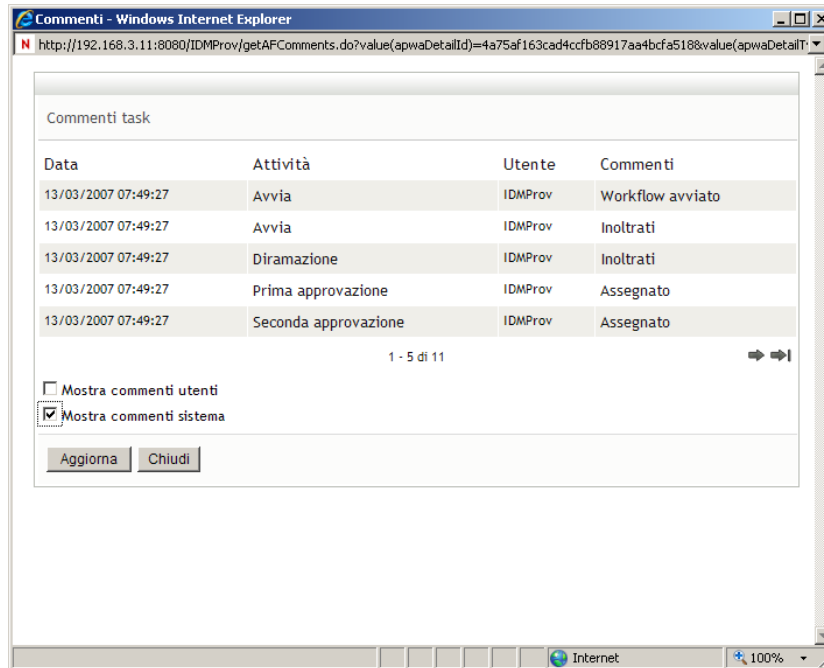 Commenti - Windows Internet Explorer
N http://192.168.3.11:8080/IDMProv/getAFComments.do?value(apwaDetailId)=4a75af163cad4ccfb88917aa4bcfa518&value(apwaDetailT
Commenti task
Data Attività Utente Commenti
13/03/2007 07:49:27 Avvia IDMProv Workflow avviato
13/03/2007 07:49:27 Avvia IDMProv Inoltrati
13/03/2007 07:49:27 Diramazione IDMProv Inoltrati
13/03/2007 07:49:27 Prima approvazione IDMProv Assegnato
13/03/2007 07:49:27 Seconda approvazione IDMProv Assegnato
1 - 5 di 11
Mostra commenti utenti
Mostra commenti sistema
Aggiorna Chiudi
Internet 100%